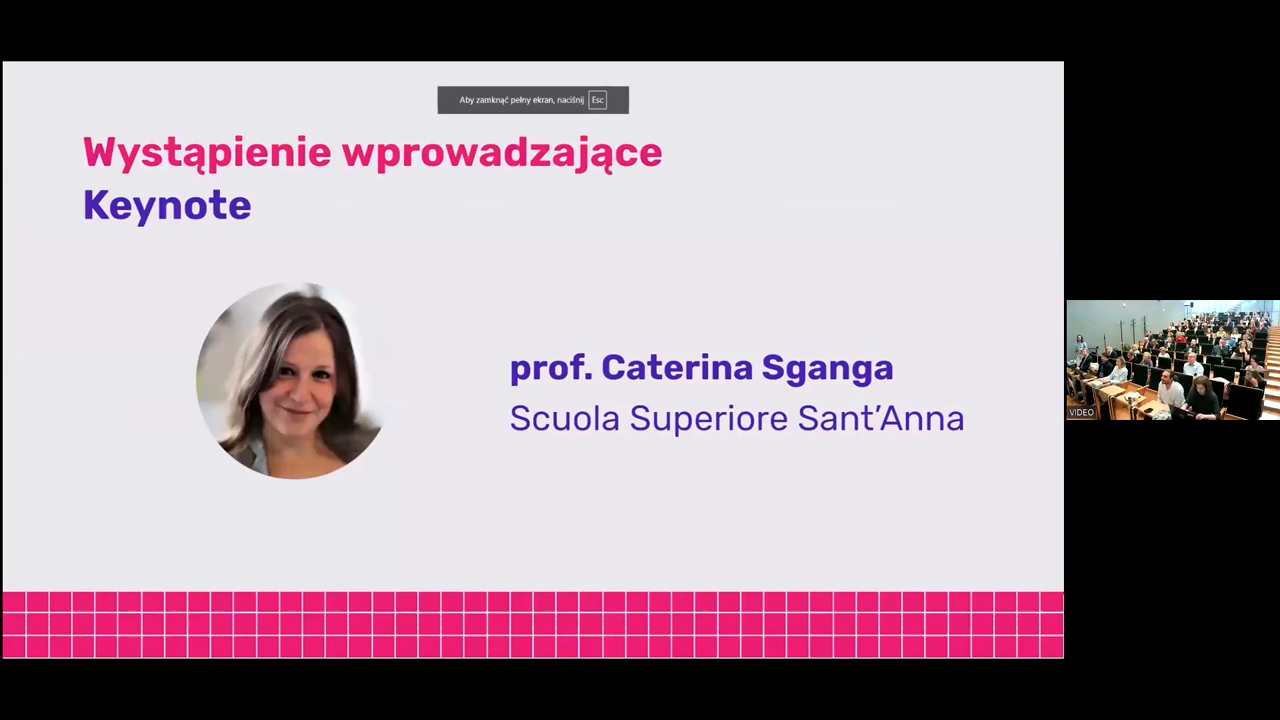 Aby zamknąć pełny ekran, naciśnij Esc
Wystąpienie wprowadzające
Keynote
prof. Caterina Sganga
Scuola Superiore Sant’Anna
VIDEO